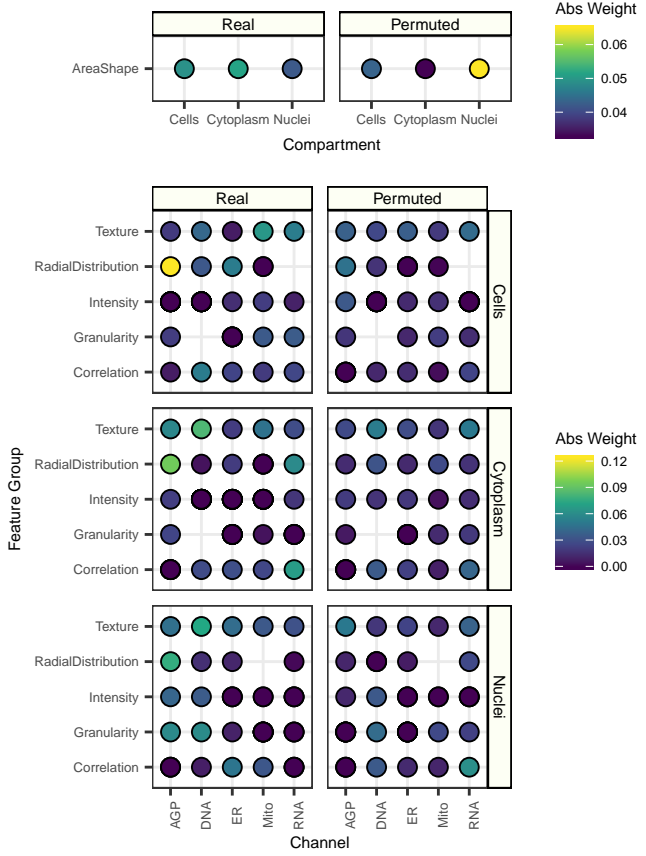 Real
Permuted
AreaShape
Cells
Cytoplasm
Nuclei
Cells
Cytoplasm
Nuclei
Compartment
Abs Weight
0.06
0.05
0.04
Real
Permuted
Texture
RadialDistribution
Intensity
Granularity
Correlation
Cells
Texture
RadialDistribution
Intensity
Granularity
Correlation
Cytoplasm
Texture
RadialDistribution
Intensity
Granularity
Correlation
Nuclei
Feature Group
AGP
DNA
ER
Mito
RNA
AGP
DNA
ER
Mito
RNA
Channel
Abs Weight
0.12
0.09
0.06
0.03
0.00